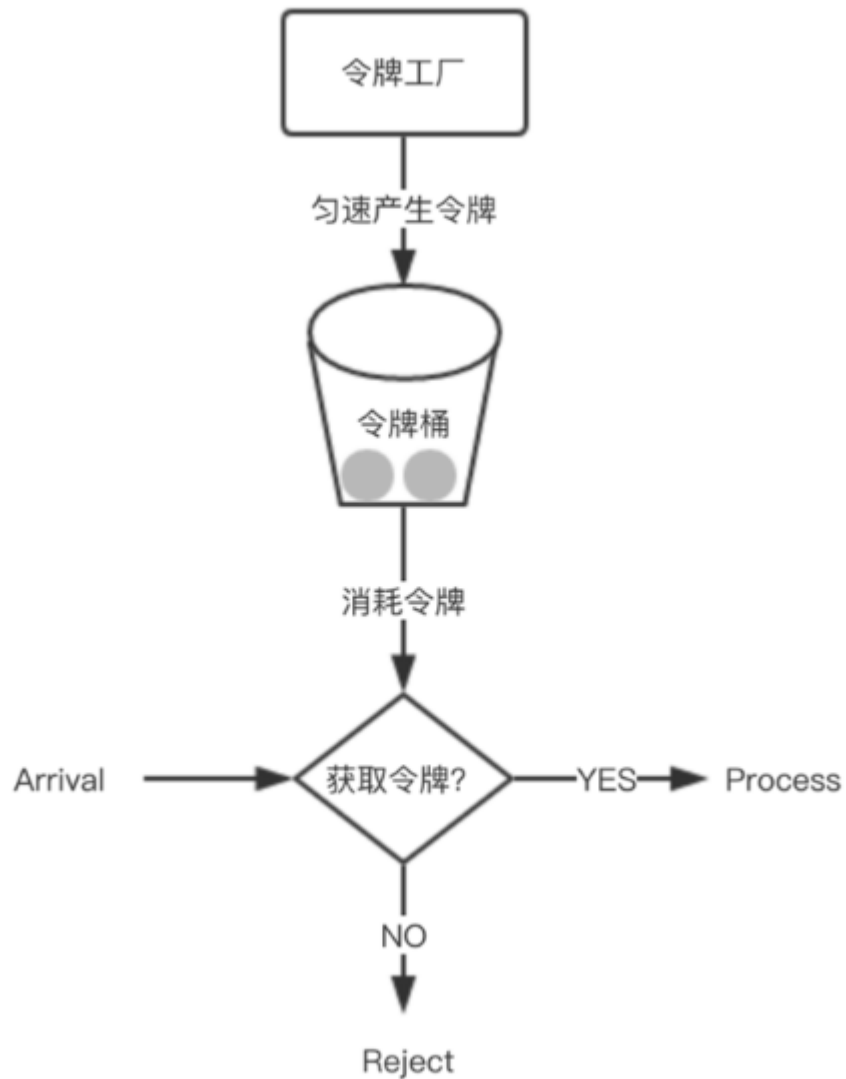 令牌工厂
匀速产生令牌
令牌桶
消耗令牌
Arrival
获取令牌?
YES
Process
NO
Reject